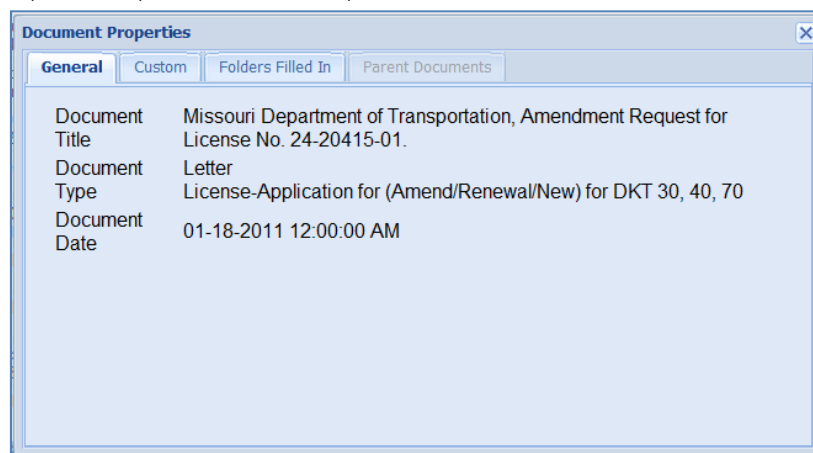 Document Properties
General Custom Folders Filled In Parent Documents
Document Title Missouri Department of Transportation, Amendment Request for License No. 24-20415-01.
Document Type Letter
License-Application for (Amend/Renewal/New) for DKT 30, 40, 70
Document Date 01-18-2011 12:00:00 AM